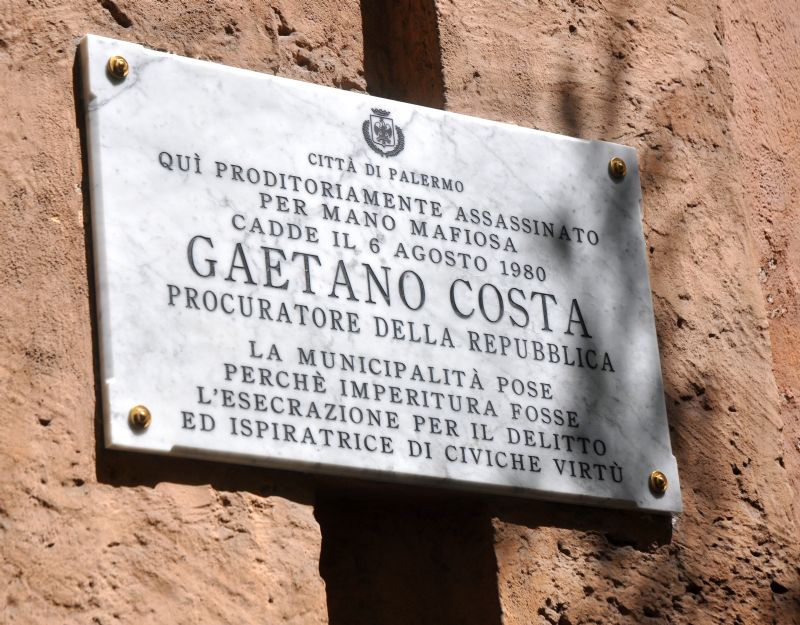 CITTÀ DI PALERMO
QUÌ PRODITORIAMENTE ASSASSINATO
PER MANO MAFIOSA
CADDE IL 6 AGOSTO 1980
GAETANO COSTA
PROCURATORE DELLA REPUBBLICA
LA MUNICIPALITÀ POSE
PERCHÈ IMPERITURA FOSSE
L'ESECRAZIONE PER IL DELITTO
ED ISPIRATRICE DI CIVICHE VIRTÙ